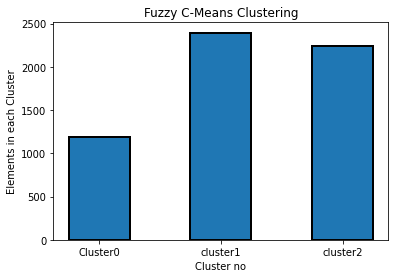 Fuzzy C-Means Clustering
Elements in each Cluster
2500
2000
1500
1000
500
0
Cluster0 cluster1 cluster2
Cluster no